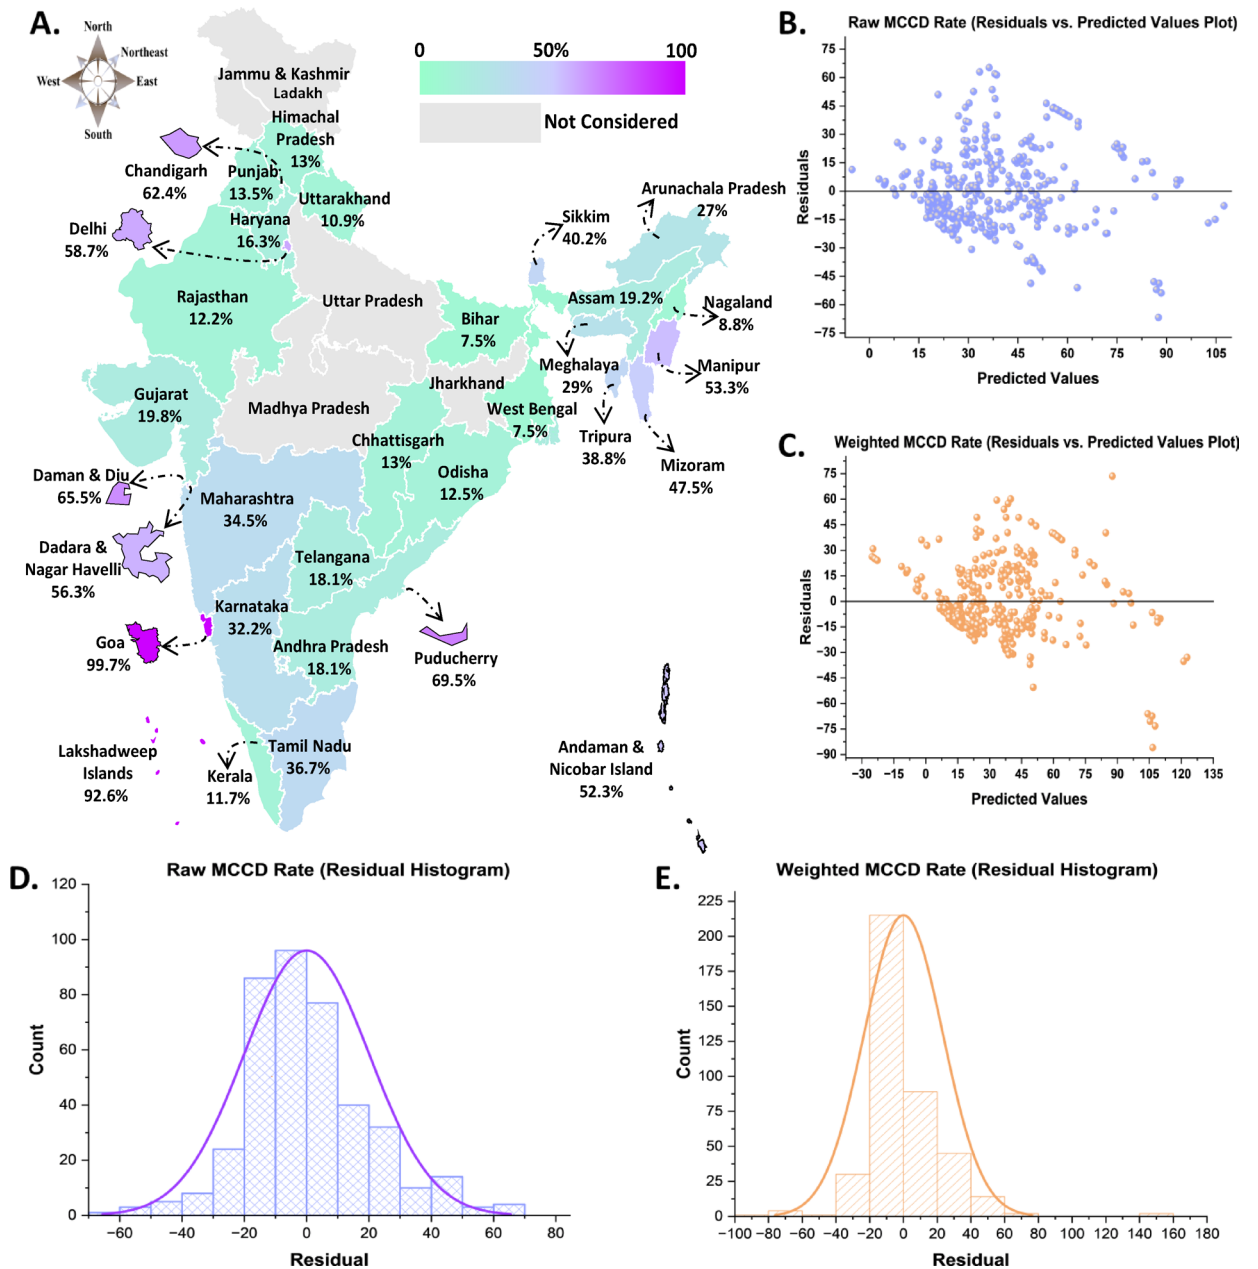 A.
North
Northeast
West
East
South
0
50%
100
Not Considered
Jammu & Kashmir
Ladakh
Himachal
Pradesh
13%
Chandigarh
62.4%
Punjab
13.5%
Uttarakhand
10.9%
Delhi
58.7%
Haryana
16.3%
Rajasthan
12.2%
Uttar Pradesh
Bihar
7.5%
Sikkim
40.2%
Arunachala Pradesh
27%
Assam 19.2%
Nagaland
8.8%
Meghalaya
29%
Manipur
53.3%
Tripura
38.8%
Mizoram
47.5%
Gujarat
19.8%
Madhya Pradesh
Jharkhand
West Bengal
7.5%
Chhattisgarh
13%
Odisha
12.5%
Daman & Diu
65.5%
Maharashtra
34.5%
Dadara &
Nagar Havelli
56.3%
Telangana
18.1%
Karnataka
32.2%
Goa
99.7%
Andhra Pradesh
18.1%
Puducherry
69.5%
Lakshadweep
Islands
92.6%
Kerala
11.7%
Tamil Nadu
36.7%
Andaman &
Nicobar Island
52.3%
B.
Raw MCCD Rate (Residuals vs. Predicted Values Plot)
75
60
45
30
15
0
−15
−30
−45
−60
−75
Residuals
0 15 30 45 60 75 90 105
Predicted Values
C.
Weighted MCCD Rate (Residuals vs. Predicted Values Plot)
75
60
45
30
15
0
−15
−30
−45
−60
−75
−90
Residuals
−30 −15 0 15 30 45 60 75 90 105 120 135
Predicted Values
D.
Raw MCCD Rate (Residual Histogram)
120
100
80
60
40
20
0
Count
−60 −40 −20 0 20 40 60 80
Residual
E.
Weighted MCCD Rate (Residual Histogram)
225
200
175
150
125
100
75
50
25
0
Count
−100 −80 −60 −40 −20 0 20 40 60 80 100 120 140 160 180
Residual